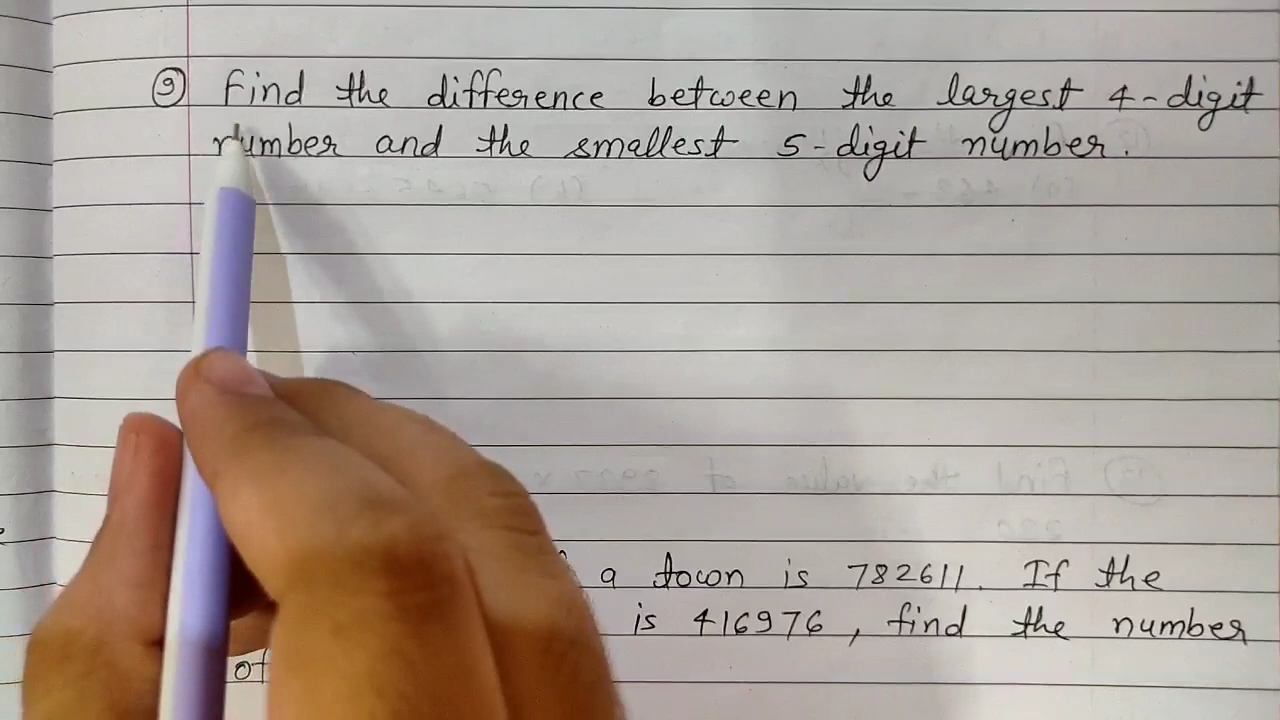 ⑨ Find the difference between the largest 4-digit
number and the smallest 5-digit number.
a town is 782611. If the
is 416976, find the number
of